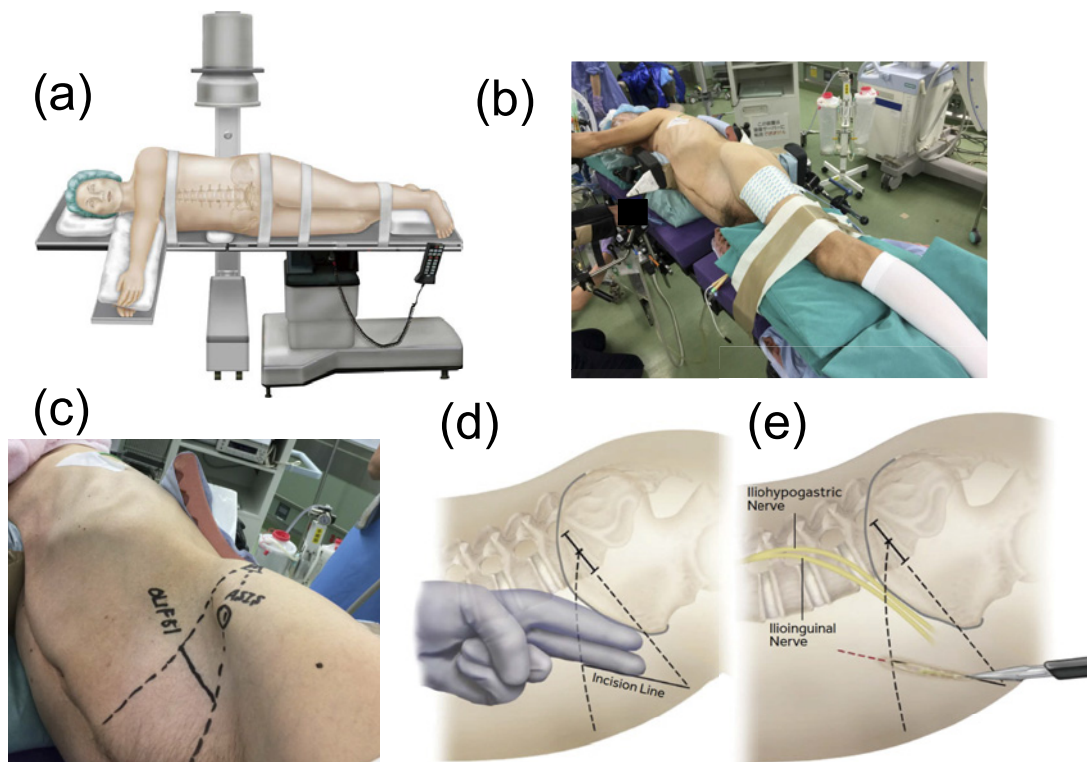 (a)
(b)
(c)
OLIF51
ASIS
(d)
Incision Line
(e)
Iliohypogastric
Nerve
Ilioinguinal
Nerve